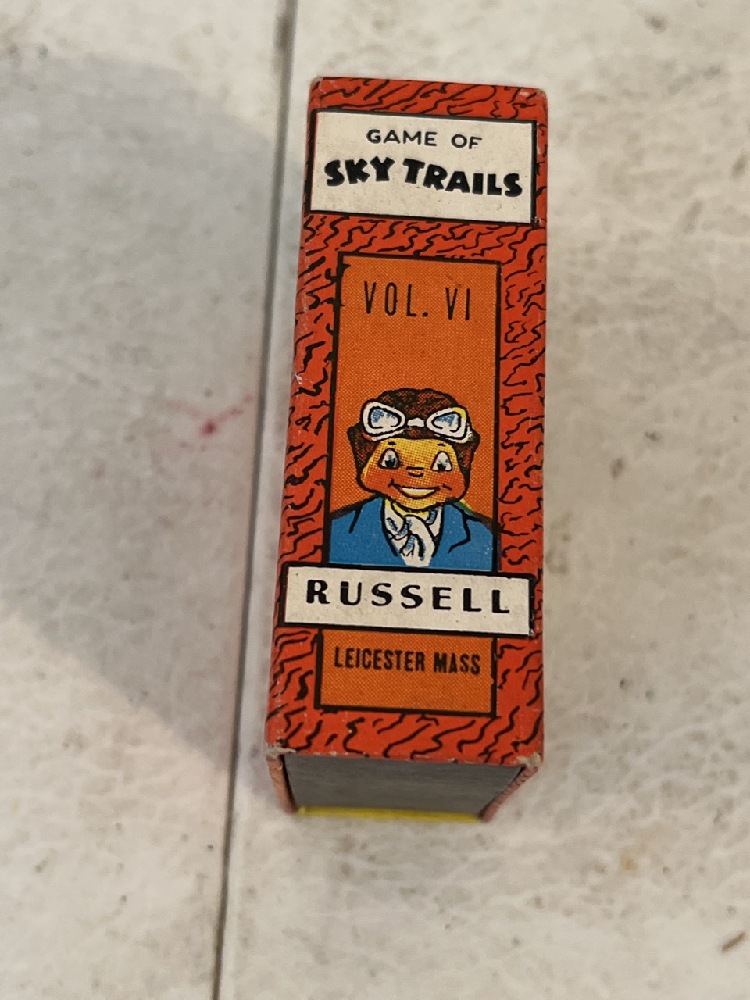 GAME OF
SKY TRAILS
VOL. VI
RUSSELL
LEICESTER MASS